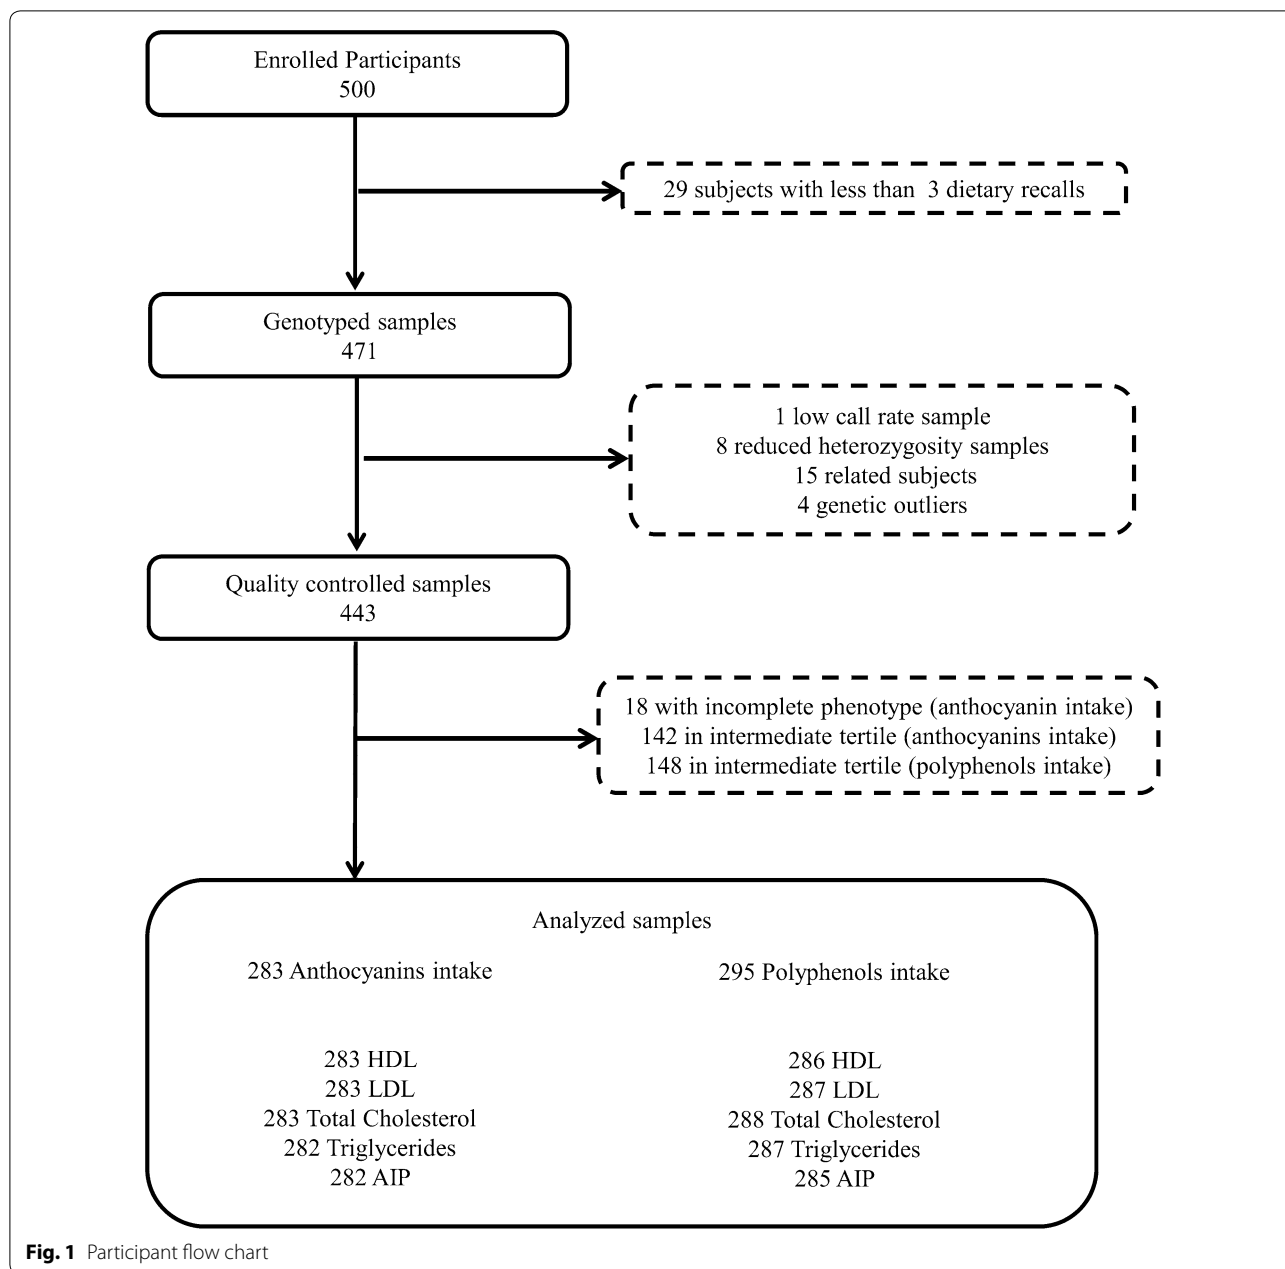 Enrolled Participants
500
29 subjects with less than 3 dietary recalls
Genotyped samples
471
1 low call rate sample
8 reduced heterozygosity samples
15 related subjects
4 genetic outliers
Quality controlled samples
443
18 with incomplete phenotype (anthocyanin intake)
142 in intermediate tertile (anthocyanins intake)
148 in intermediate tertile (polyphenols intake)
Analyzed samples
283 Anthocyanins intake
283 HDL
283 LDL
283 Total Cholesterol
282 Triglycerides
282 AIP
295 Polyphenols intake
286 HDL
287 LDL
288 Total Cholesterol
287 Triglycerides
285 AIP
Fig. 1 Participant flow chart